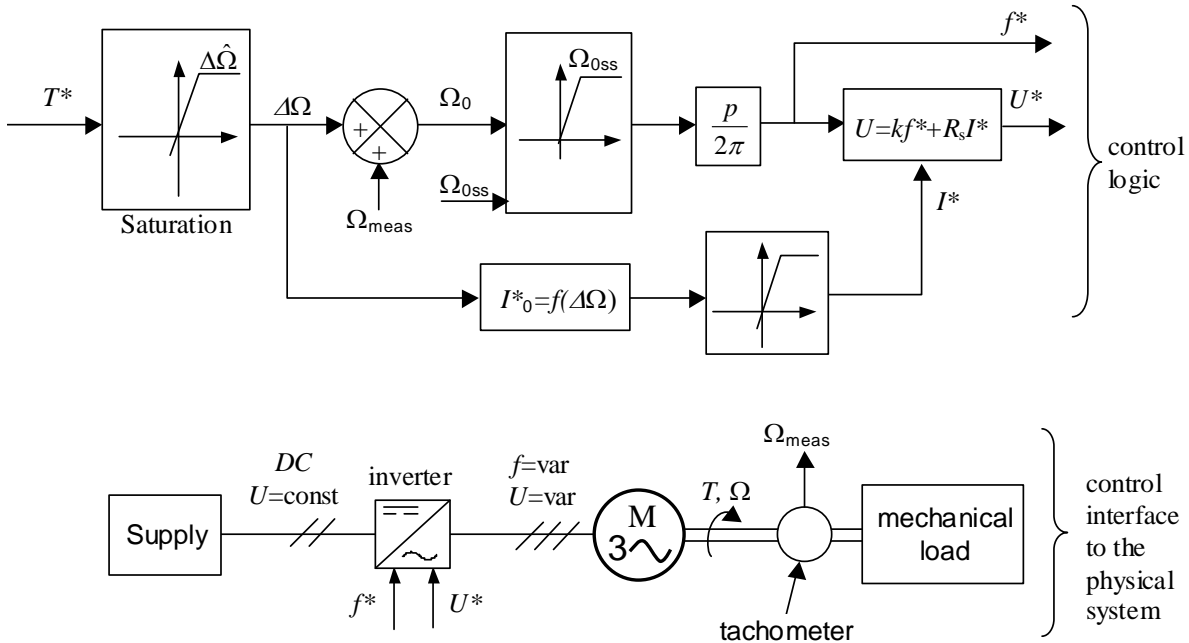 T*
ΔΩ̂
Saturation
ΔΩ
+
+
Ωmeas
Ω0
Ω0ss
Ω0ss
p
2π
f*
U=kf*+RsI*
U*
I*
I*0=f(ΔΩ)
control
logic
Supply
DC
U=const
inverter
f*
U*
f=var
U=var
M
3
T, Ω
Ωmeas
tachometer
mechanical
load
control
interface
to the
physical
system